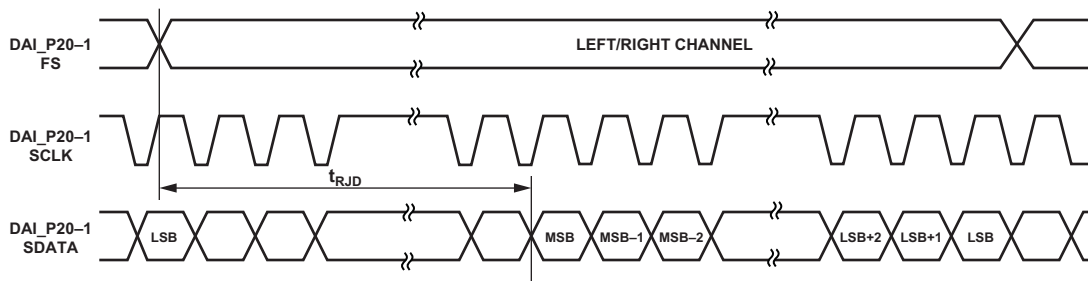 DAI_P20–1
FS
LEFT/RIGHT CHANNEL
DAI_P20–1
SCLK
tRJD
DAI_P20–1
SDATA
LSB
MSB
MSB–1
MSB–2
LSB+2
LSB+1
LSB